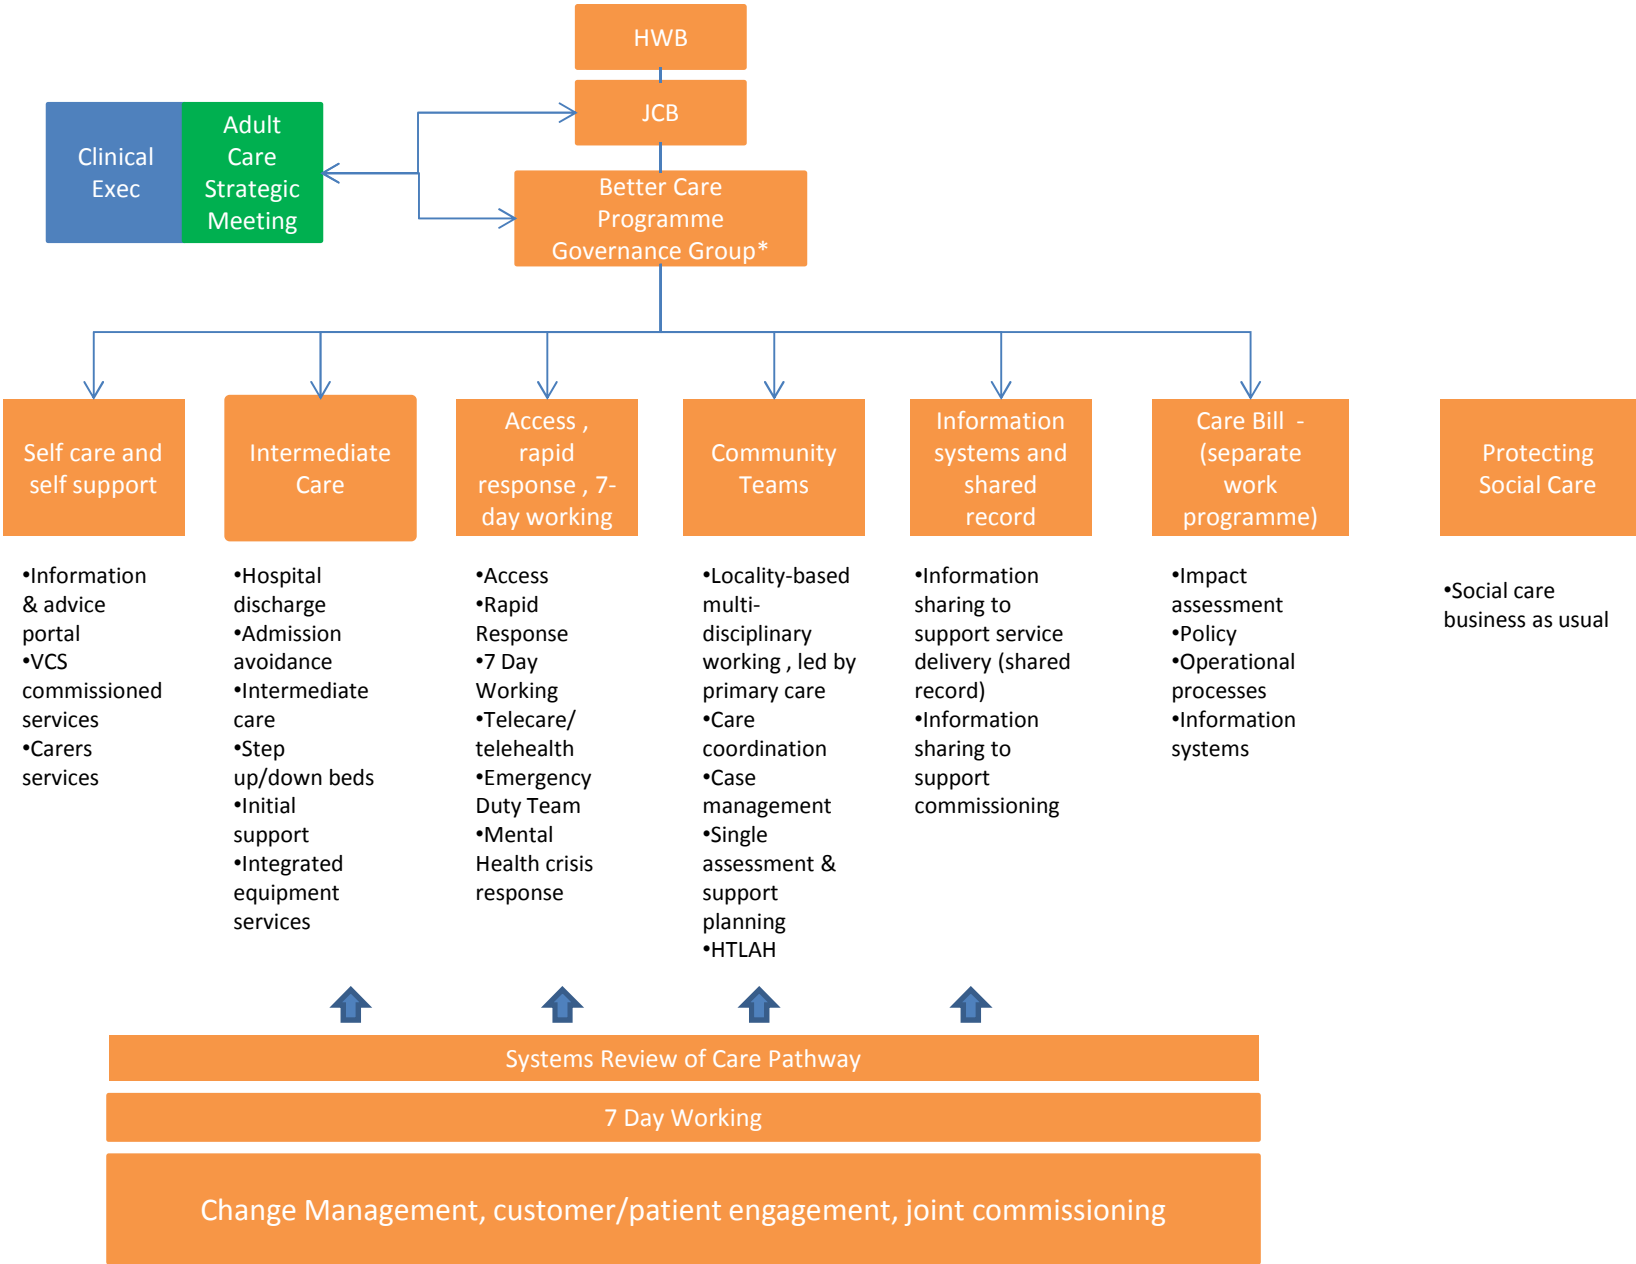 HWB
JCB
Clinical
Exec
Adult
Care
Strategic
Meeting
Better Care
Programme
Governance Group*
Self care and
self support
Intermediate
Care
Access ,
rapid
response , 7-
day working
Community
Teams
Information
systems and
shared
record
Care Bill  -
(separate
work
programme)
Protecting
Social Care
•Information
& advice
portal
•VCS
commissioned
services
•Carers
services
•Hospital
discharge
•Admission
avoidance
•Intermediate
care
•Step
up/down beds
•Initial
support
•Integrated
equipment
services
•Access
•Rapid
Response
•7 Day
Working
•Telecare/
telehealth
•Emergency
Duty Team
•Mental
Health crisis
response
•Locality-based
multi-
disciplinary
working , led by
primary care
•Care
coordination
•Case
management
•Single
assessment &
support
planning
•HTLAH
•Information
sharing to
support service
delivery (shared
record)
•Information
sharing to
support
commissioning
•Impact
assessment
•Policy
•Operational
processes
•Information
systems
•Social care
business as usual
Systems Review of Care Pathway
7 Day Working
Change Management, customer/patient engagement, joint commissioning